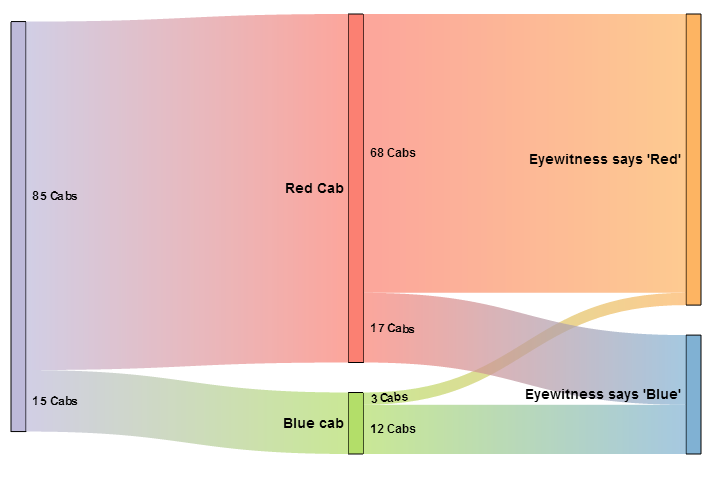 85 Cabs
15 Cabs
Red Cab
Blue cab
68 Cabs
17 Cabs
3 Cabs
12 Cabs
Eyewitness says 'Red'
Eyewitness says 'Blue'